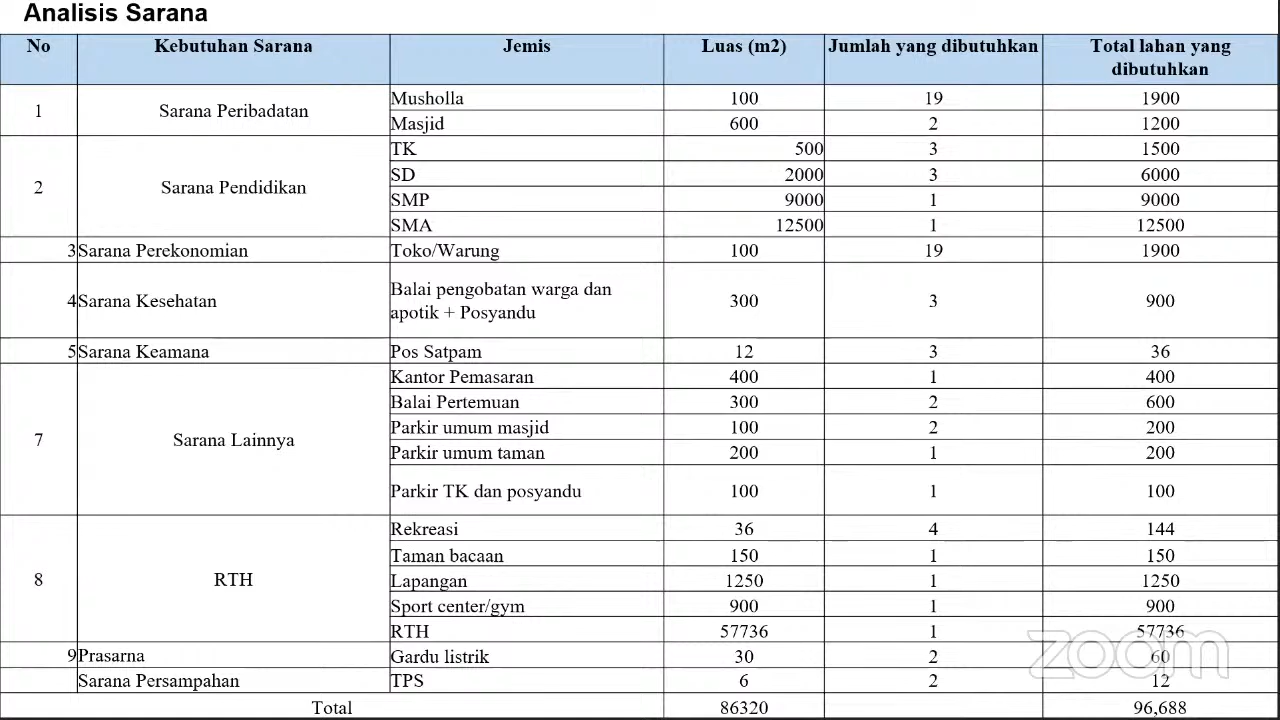 Analisis Sarana
No Kebutuhan Sarana Jemis Luas (m2) Jumlah yang dibutuhkan Total lahan yang
dibutuhkan
1 Sarana Peribadatan Musholla 100 19 1900
Masjid 600 2 1200
2 Sarana Pendidikan TK 500 3 1500
SD 2000 3 6000
SMP 9000 1 9000
SMA 12500 1 12500
3 Sarana Perekonomian Toko/Warung 100 19 1900
4 Sarana Kesehatan Balai pengobatan warga dan
apotik + Posyandu 300 3 900
5 Sarana Keamana Pos Satpam 12 3 36
7 Sarana Lainnya Kantor Pemasaran 400 1 400
Balai Pertemuan 300 2 600
Parkir umum masjid 100 2 200
Parkir umum taman 200 1 200
Parkir TK dan posyandu 100 1 100
8 RTH Rekreasi 36 4 144
Taman bacaan 150 1 150
Lapangan 1250 1 1250
Sport center/gym 900 1 900
RTH 57736 1 57736
9 Prasarna Gardu listrik 30 2 60
Sarana Persampahan TPS 6 2 12
Total 86320 96,688
zoom